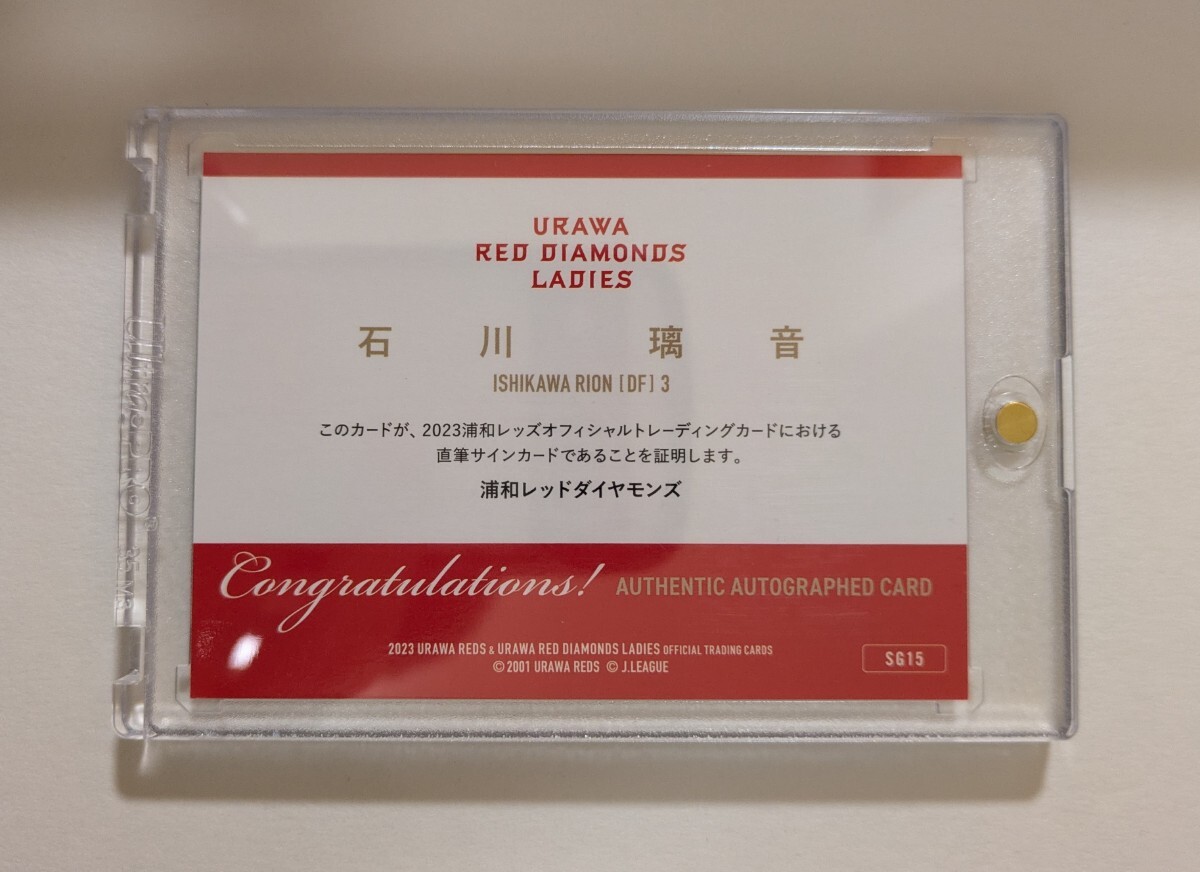 URAWA
RED DIAMONDS
LADIES
石川 璃音
ISHIKAWA RION [DF] 3
このカードが、2023浦和レッズオフィシャルトレーディングカードにおける
直筆サインカードであることを証明します。
浦和レッドダイヤモンズ
Congratulations! AUTHENTIC AUTOGRAPHED CARD
2023 URAWA REDS & URAWA RED DIAMONDS LADIES OFFICIAL TRADING CARDS
© 2001 URAWA REDS © J.LEAGUE
SG15